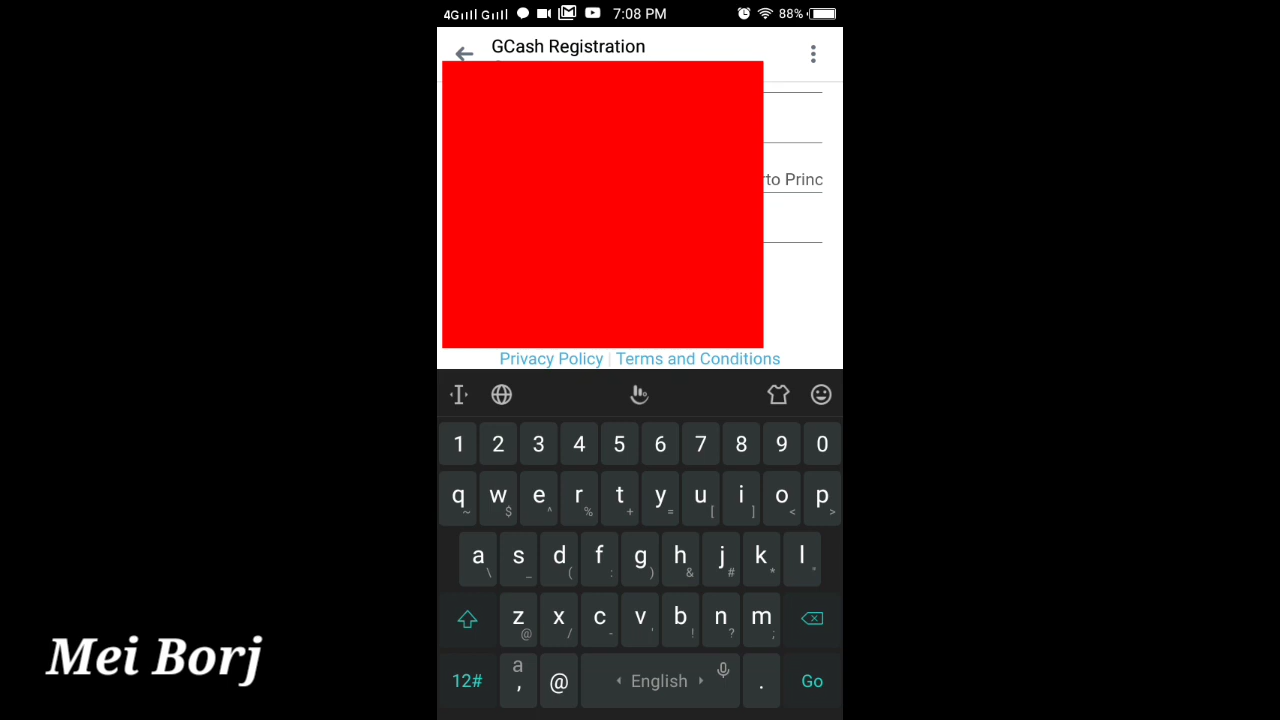 4G G 7:08 PM 88%
GCash Registration
rto Princ
Privacy Policy | Terms and Conditions
1 2 3 4 5 6 7 8 9 0
q w e r t y u i o p
~ $ ^ % + = [ ] < >
a s d f g h j k l
\ _ ( : ) & # *
z x c v b n m
@ / - ' ! ? ;
12# a , @ English . Go
Mei Borj